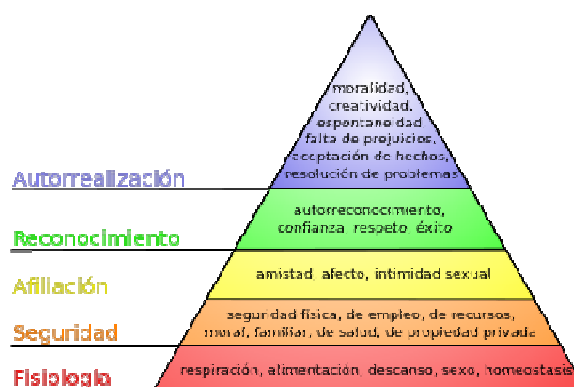 moralidad,
creatividad,
espontaneidad,
falta de prejuicios,
aceptación de hechos,
resolución de problemas
Autorrealización
autorreconocimiento,
confianza, respeto, éxito
Reconocimiento
amistad, afecto, intimidad sexual
Afiliación
seguridad física, de empleo, de recursos,
moral, familiar, de salud, de propiedad privada
Seguridad
respiración, alimentación, descanso, sexo, homeostasis
Fisiología